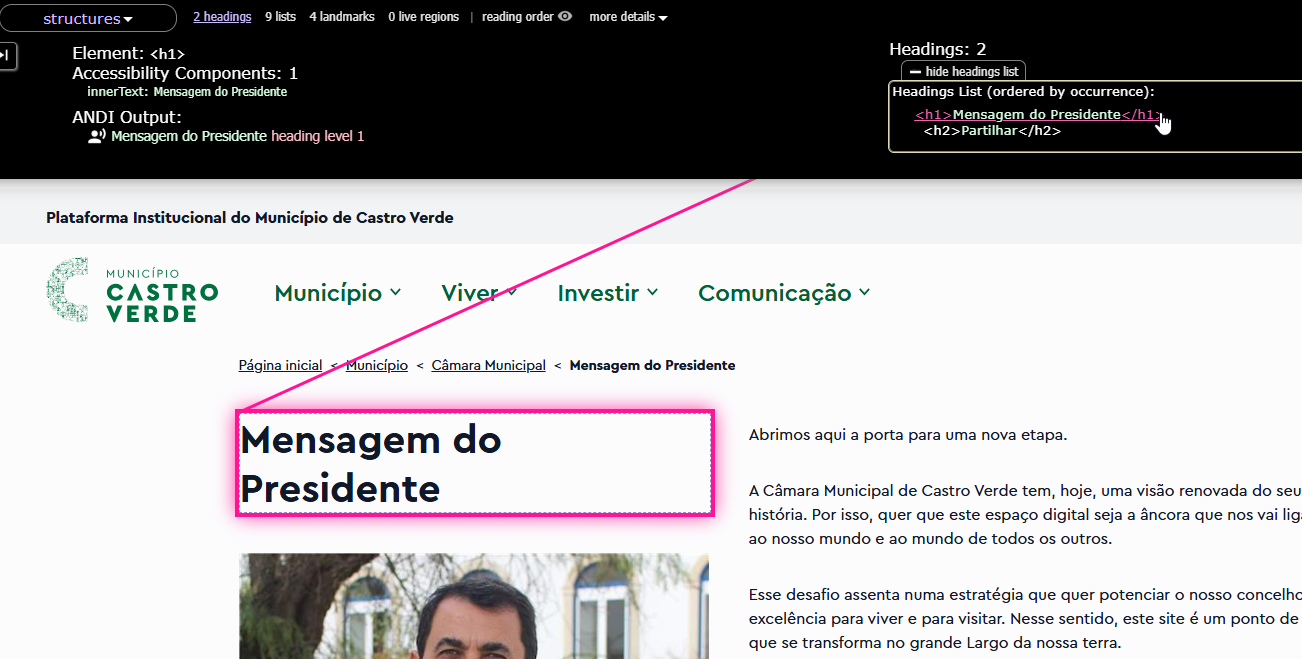 structures
2 headings 9 lists 4 landmarks 0 live regions | reading order more details
Element: <h1>
Accessibility Components: 1
innerText: Mensagem do Presidente
ANDI Output:
Mensagem do Presidente heading level 1
Headings: 2
hide headings list
Headings List (ordered by occurrence):
<h1>Mensagem do Presidente</h1>
<h2>Partilhar</h2>
Plataforma Institucional do Município de Castro Verde
MUNICÍPIO
CASTRO
VERDE
Município Viver Investir Comunicação
Página inicial < Município < Câmara Municipal < Mensagem do Presidente
Mensagem do
Presidente
Abrimos aqui a porta para uma nova etapa.
A Câmara Municipal de Castro Verde tem, hoje, uma visão renovada do seu
história. Por isso, quer que este espaço digital seja a âncora que nos vai
ao nosso mundo e ao mundo de todos os outros.
Esse desafio assenta numa estratégia que quer potenciar o nosso concelho
excelência para viver e para visitar. Nesse sentido, este site é um ponto de
que se transforma no grande Largo da nossa terra.